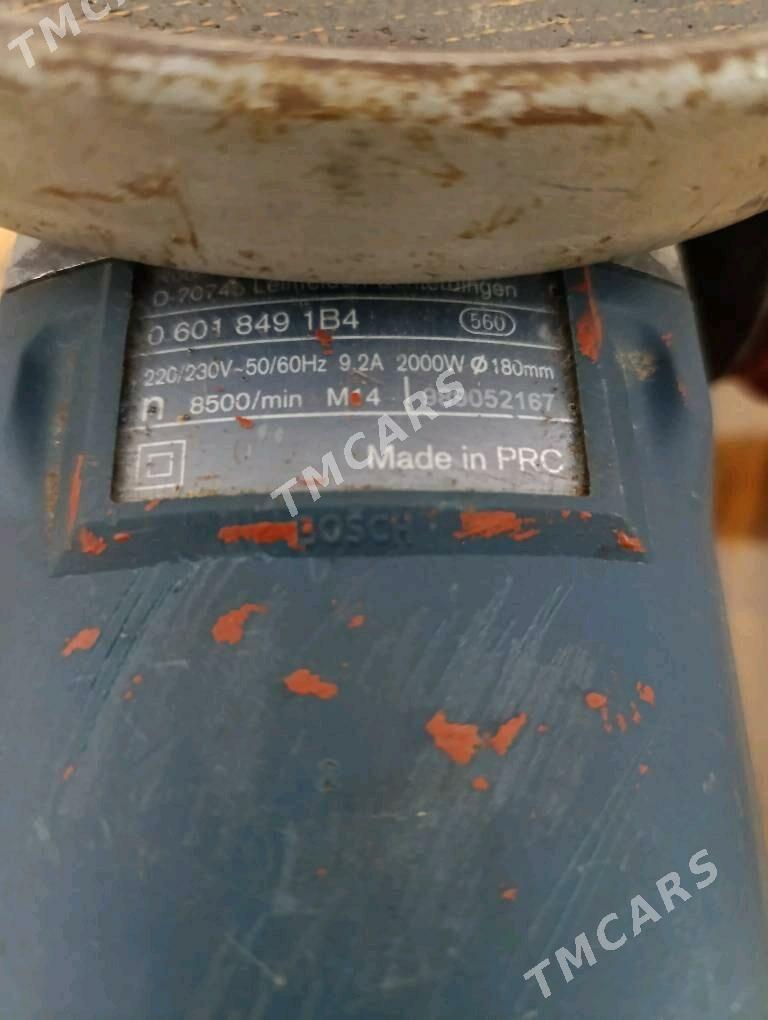 TMCARS
D-70745 Leinfelden-Echterdingen
0 601 849 1B4 560
220/230V~50/60Hz 9.2A 2000W Ø180mm
n 8500/min M14
Made in PRC
TMCARS
BOSCH
TMCARS